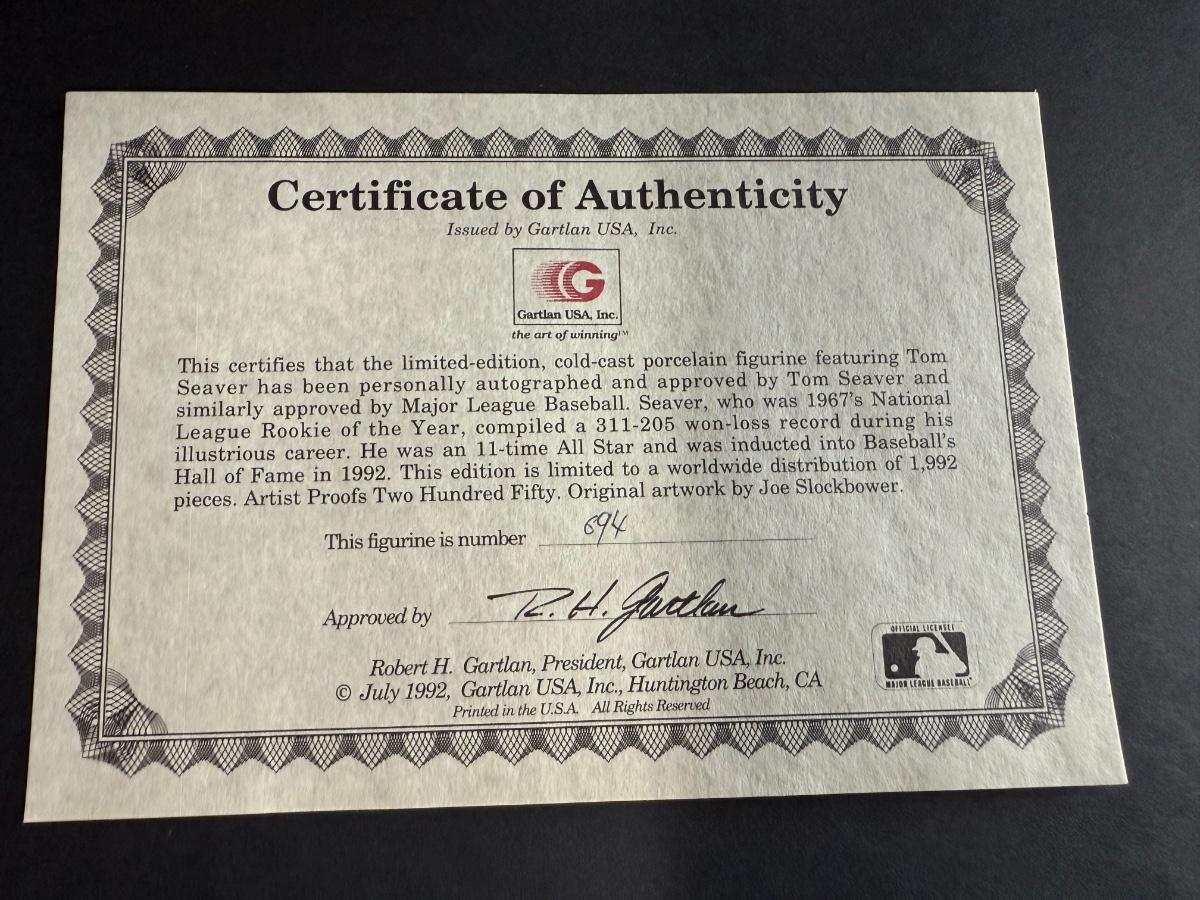 Certificate of Authenticity
Issued by Gartlan USA, Inc.
G
Gartlan USA, Inc.
the art of winning™
This certifies that the limited-edition, cold-cast porcelain figurine featuring Tom
Seaver has been personally autographed and approved by Tom Seaver and
similarly approved by Major League Baseball. Seaver, who was 1967's National
League Rookie of the Year, compiled a 311-205 won-loss record during his
illustrious career. He was an 11-time All Star and was inducted into Baseball's
Hall of Fame in 1992. This edition is limited to a worldwide distribution of 1,992
pieces. Artist Proofs Two Hundred Fifty. Original artwork by Joe Slockbower.
This figurine is number 694
Approved by R. H. Gartlan
Robert H. Gartlan, President, Gartlan USA, Inc.
© July 1992, Gartlan USA, Inc., Huntington Beach, CA
Printed in the U.S.A. All Rights Reserved
OFFICIAL LICENSEE
MAJOR LEAGUE BASEBALL